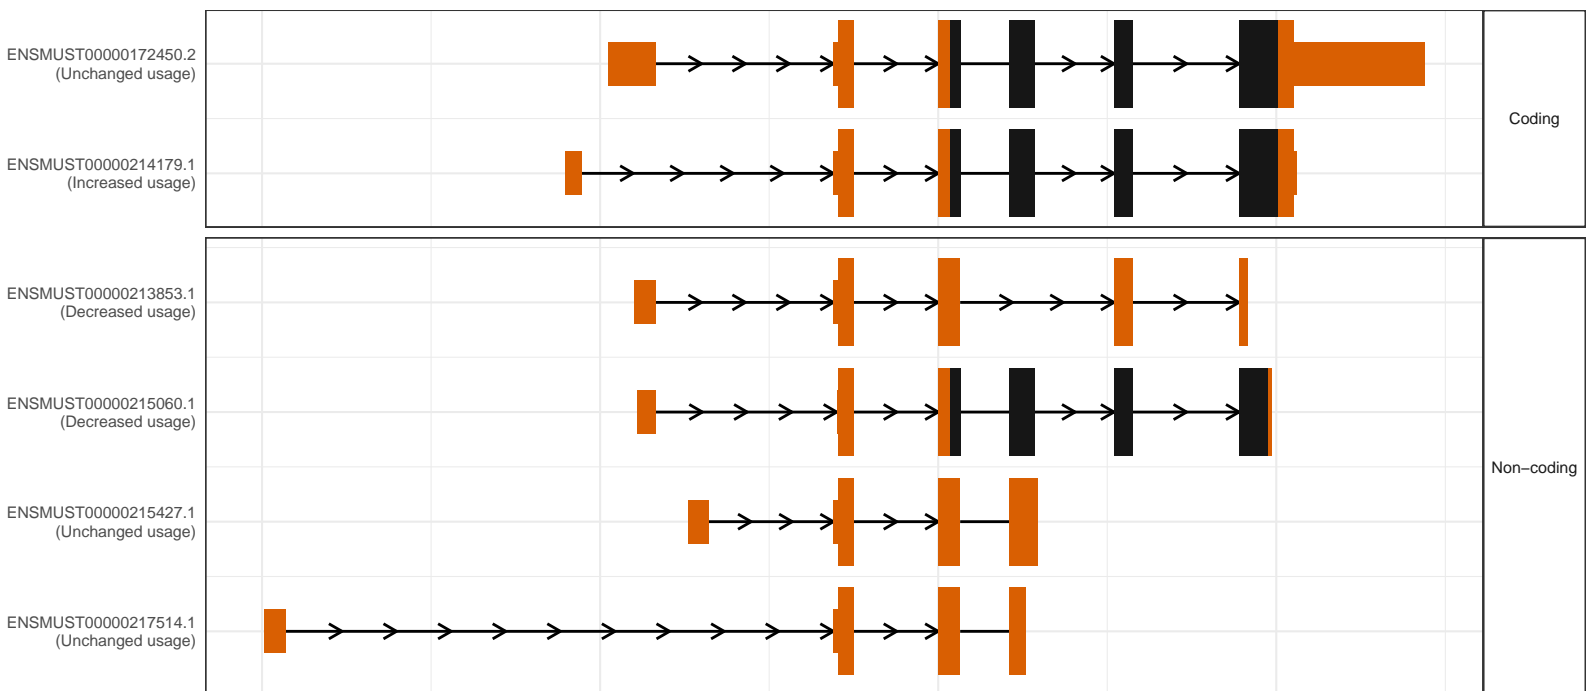 ENSMUST00000172450.2
(Unchanged usage)
ENSMUST00000214179.1
(Increased usage)
Coding
ENSMUST00000213853.1
(Decreased usage)
ENSMUST00000215060.1
(Decreased usage)
ENSMUST00000215427.1
(Unchanged usage)
ENSMUST00000217514.1
(Unchanged usage)
Non−coding